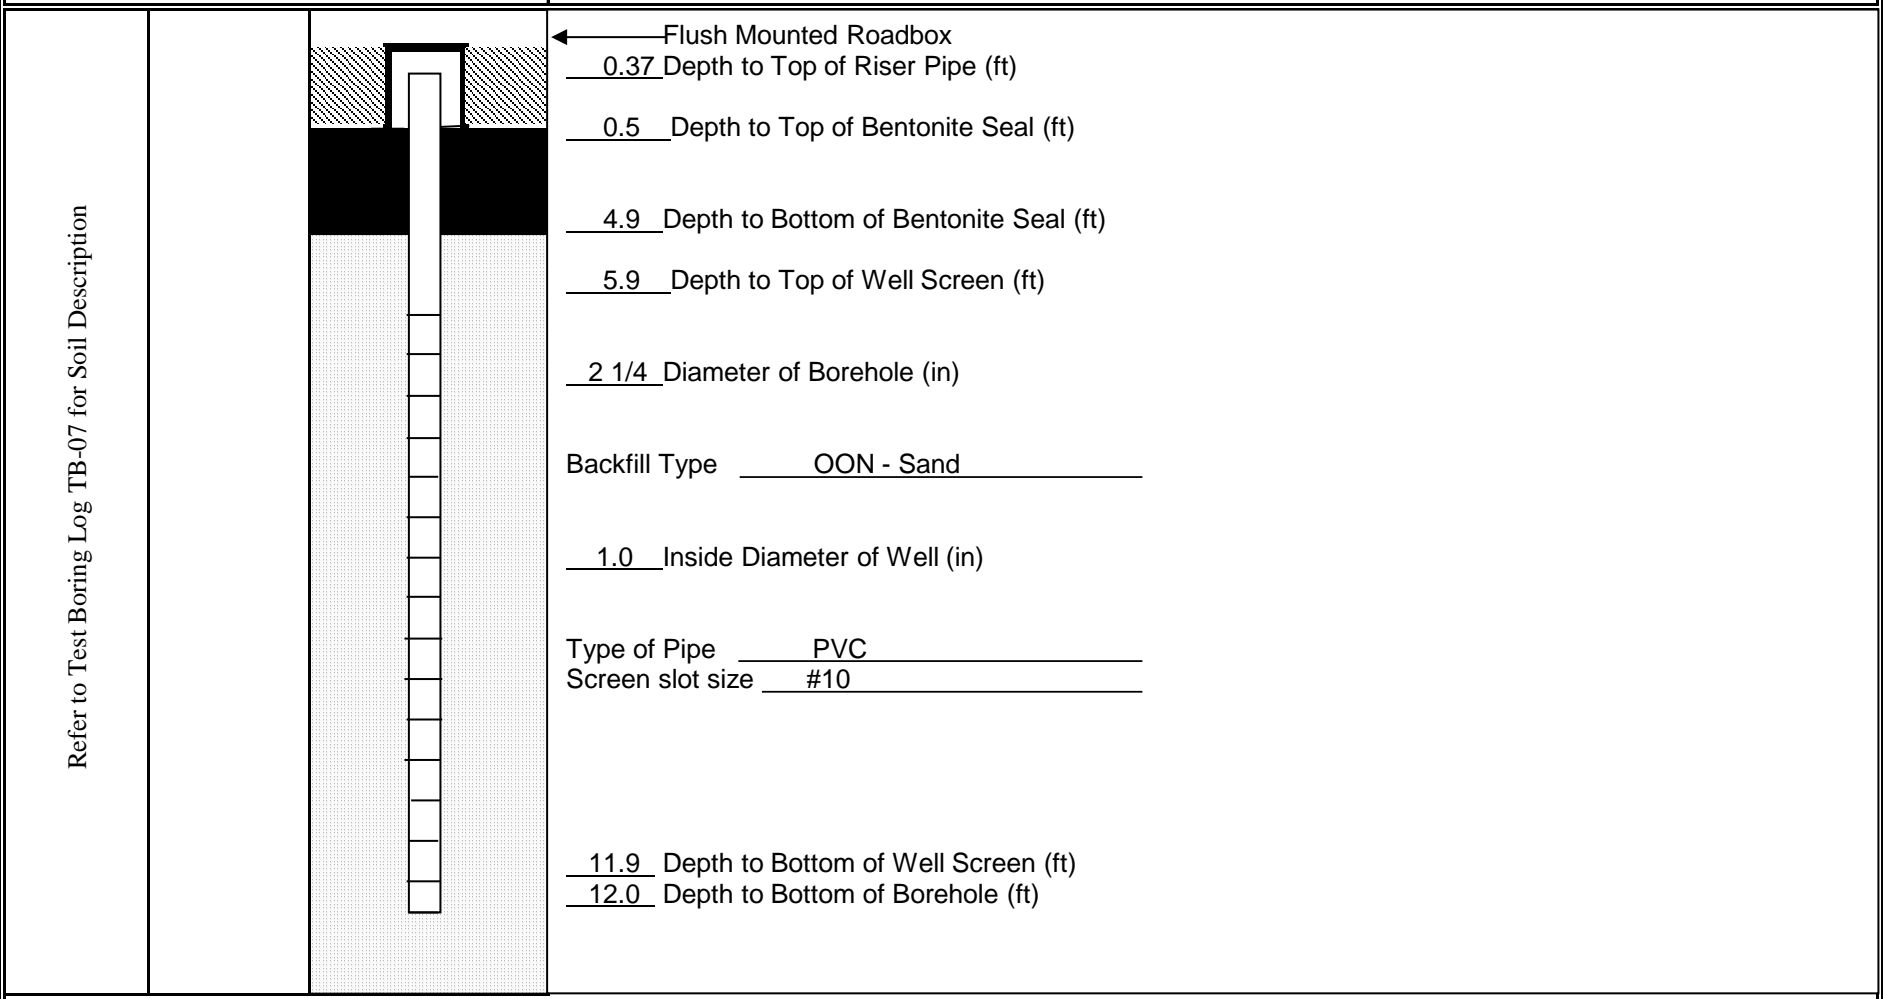 Refer to Test Boring Log TB-07 for Soil Description
Flush Mounted Roadbox
0.37 Depth to Top of Riser Pipe (ft)
0.5 Depth to Top of Bentonite Seal (ft)
4.9 Depth to Bottom of Bentonite Seal (ft)
5.9 Depth to Top of Well Screen (ft)
2 1/4 Diameter of Borehole (in)
Backfill Type OON - Sand
1.0 Inside Diameter of Well (in)
Type of Pipe PVC
Screen slot size #10
11.9 Depth to Bottom of Well Screen (ft)
12.0 Depth to Bottom of Borehole (ft)